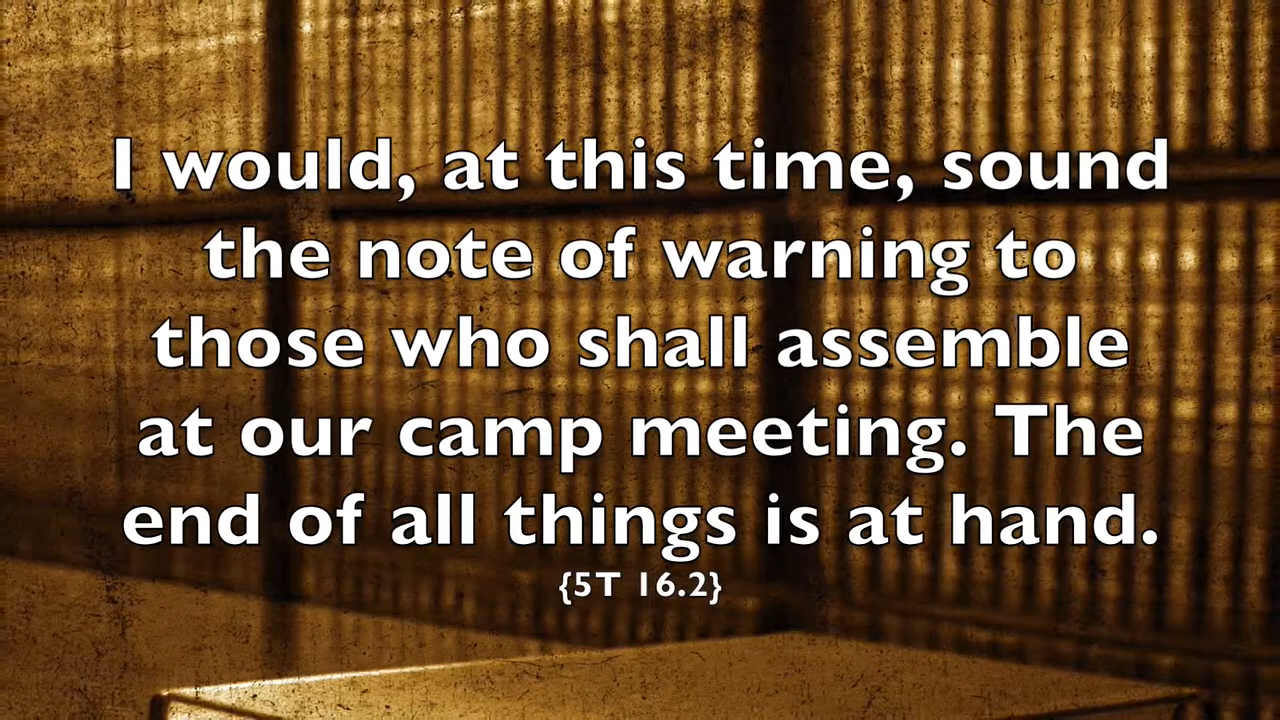 I would, at this time, sound
the note of warning to
those who shall assemble
at our camp meeting. The
end of all things is at hand.
{5T 16.2}